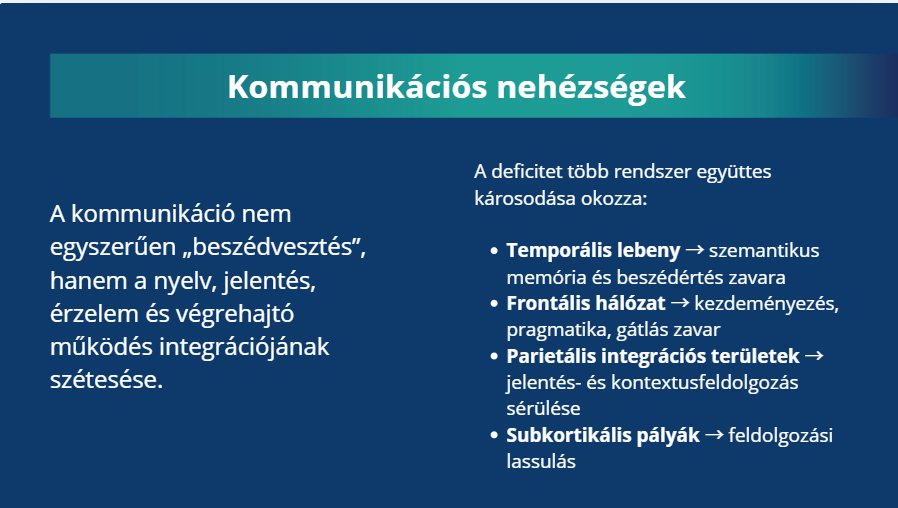 Kommunikációs nehézségek
A kommunikáció nem
egyszerűen „beszédvesztés”,
hanem a nyelv, jelentés,
érzelem és végrehajtó
működés integrációjának
szétesése.
A deficitet több rendszer együttes
károsodása okozza:
• Temporális lebeny → szemantikus
memória és beszédértés zavara
• Frontális hálózat → kezdeményezés,
pragmatika, gátlás zavar
• Parietális integrációs területek →
jelentés- és kontextusfeldolgozás
sérülése
• Subkortikális pályák → feldolgozási
lassulás